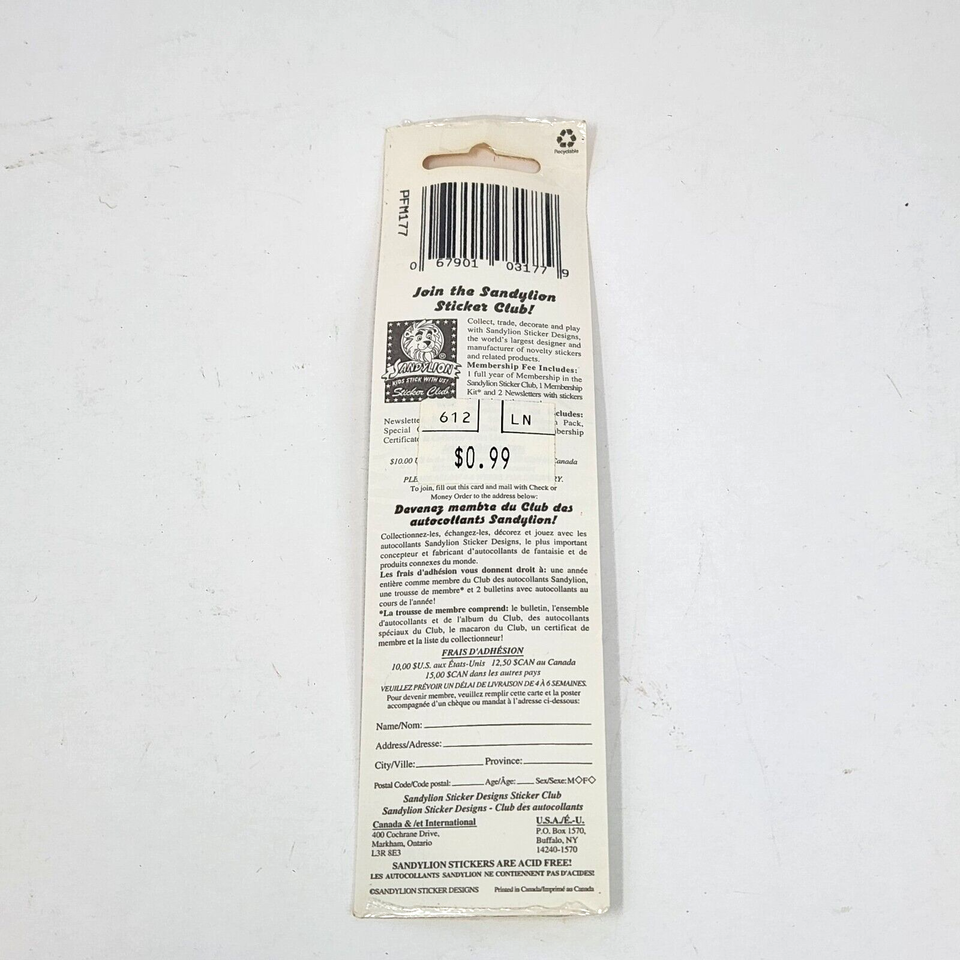 Recyclable
PFM177
0 67901 03177 9
Join the Sandylion
Sticker Club!
SANDYLION ®
KIDS STICK WITH US!
Sticker Club
Collect, trade, decorate and play
with Sandylion Sticker Designs,
the world's largest designer and
manufacturer of novelty stickers
and related products.
Membership Fee Includes:
1 full year of Membership in the
Sandylion Sticker Club, 1 Membership
Kit* and 2 Newsletters with stickers
Newslette
Pack,
Special
Certificat
612 LN
$0.99
$10.00
PLE
To join, fill out this card and mail with Check or
Money Order to the address below:
Devenez membre du Club des
autocollants Sandylion!
Collectionnez-les, échangez-les, décorez et jouez avec les
autocollants Sandylion Sticker Designs, le plus important
concepteur et fabricant d'autocollants de fantaisie et de
produits connexes du monde.
Les frais d'adhésion vous donnent droit à: une année
entière comme membre du Club des autocollants Sandylion,
une trousse de membre* et 2 bulletins avec autocollants au
cours de l'année!
*La trousse de membre comprend: le bulletin, l'ensemble
d'autocollants et de l'album du Club, des autocollants
spéciaux du Club, le macaron du Club, un certificat de
membre et la liste du collectionneur!
FRAIS D'ADHÉSION
10,00 $U.S. aux États-Unis 12,50 $CAN au Canada
15,00 $CAN dans les autres pays
VEUILLEZ PRÉVOIR UN DÉLAI DE LIVRAISON DE 4 À 6 SEMAINES.
Pour devenir membre, veuillez remplir cette carte et la poster
accompagnée d'un chèque ou mandat à l'adresse ci-dessous:
Name/Nom:
Address/Adresse:
City/Ville: Province:
Postal Code/Code postal: Age/Âge: Sex/Sexe: M◇F◇
Sandylion Sticker Designs Sticker Club
Sandylion Sticker Designs - Club des autocollants
Canada & /et International
400 Cochrane Drive,
Markham, Ontario
L3R 8E3
U.S.A./É.-U.
P.O. Box 1570,
Buffalo, NY
14240-1570
SANDYLION STICKERS ARE ACID FREE!
LES AUTOCOLLANTS SANDYLION NE CONTIENNENT PAS D'ACIDES!
©SANDYLION STICKER DESIGNS Printed in Canada/Imprimé au Canada